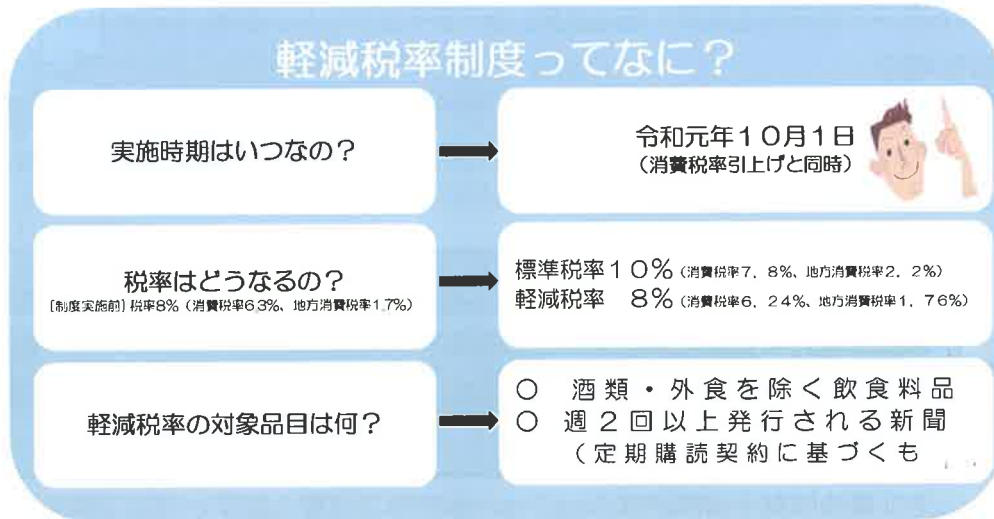 軽減税率制度ってなに？
実施時期はいつなの？
令和元年１０月１日
（消費税率引上げと同時）
税率はどうなるの？
［制度実施前］税率8%（消費税率6.3%、地方消費税率1.7%）
標準税率１０%（消費税率7．8%、地方消費税率2．2%）
軽減税率　8%（消費税率6．24%、地方消費税率1．76%）
軽減税率の対象品目は何？
○　酒類・外食を除く飲食料品
○　週２回以上発行される新聞
（定期購読契約に基づくも